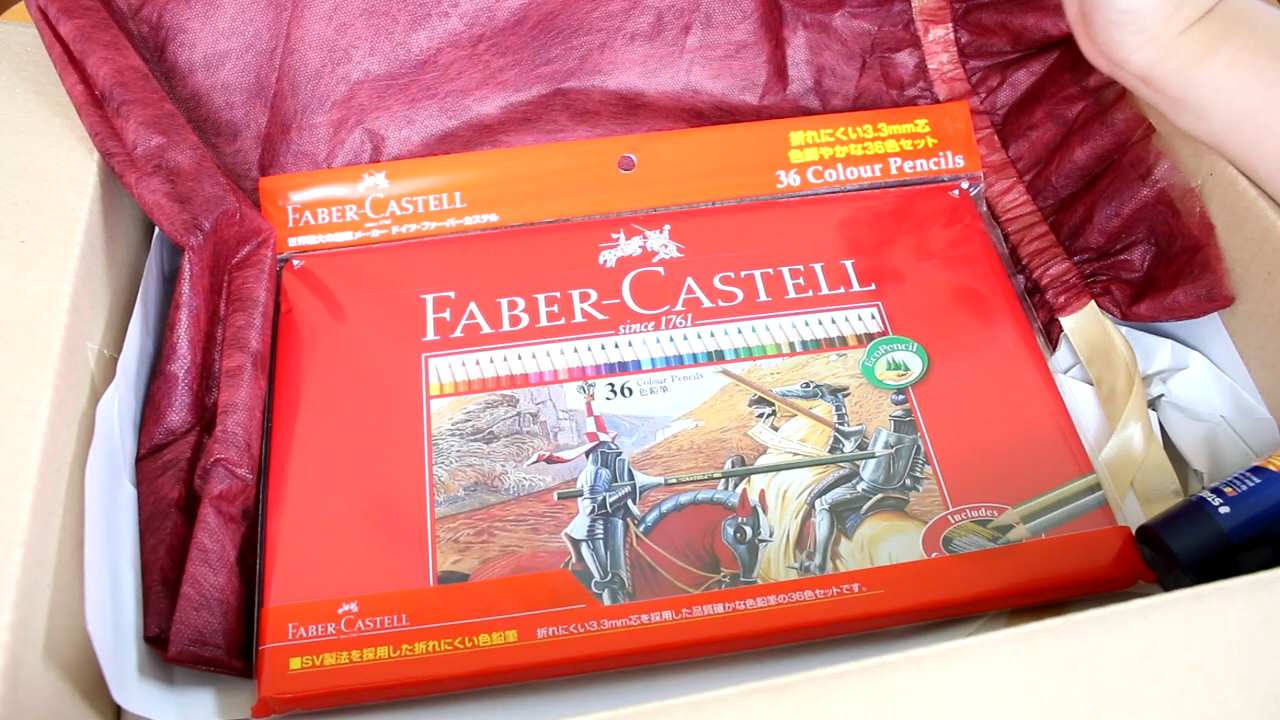 折れにくい3.3mm芯
色鮮やかな36色セット
36 Colour Pencils
FABER-CASTELL
since 1761
世界最大の鉛筆メーカー ドイツ・ファーバーカステル
FABER-CASTELL
since 1761
EcoPencil
36 Colour Pencils
色鉛筆
"CASTELL"
Includes
FABER-CASTELL
since 1761
■SV製法を採用した折れにくい色鉛筆
折れにくい3.3mm芯を採用した品質確かな色鉛筆の36色セットです。